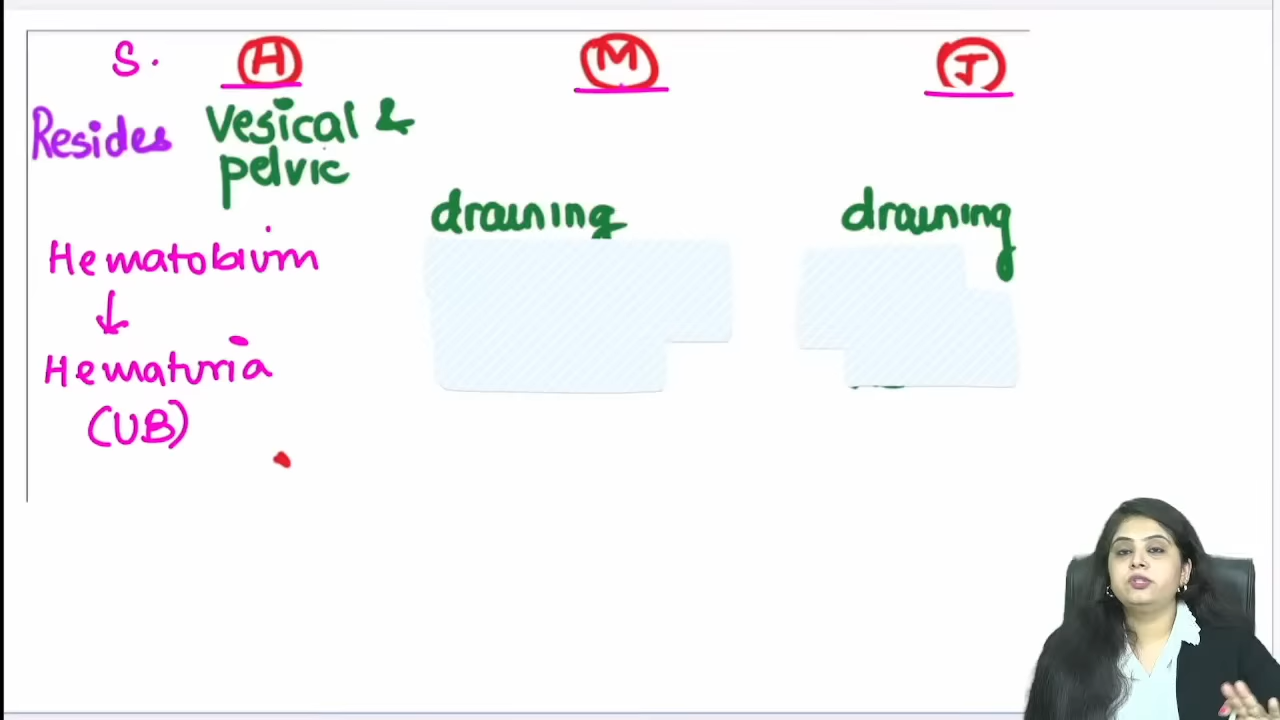 S. H M J
Resides Vesical &
pelvic
draining draining
Hematobium
↓
Hematuria
(UB)